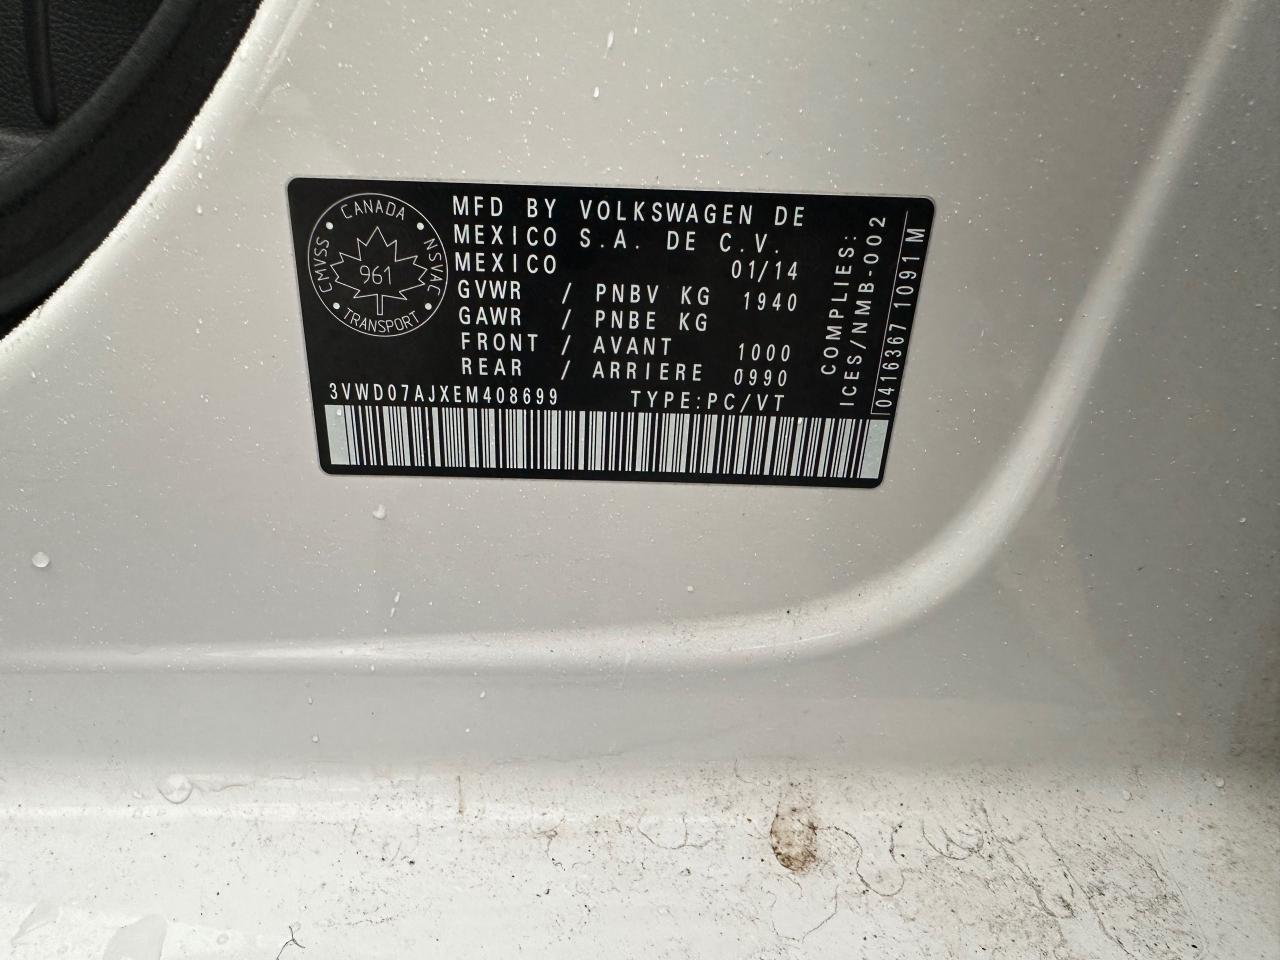 CANADA
CMVSS
NSVAC
961
TRANSPORT
MFD BY VOLKSWAGEN DE
MEXICO S.A. DE C.V.
MEXICO 01/14
GVWR / PNBV KG 1940
GAWR / PNBE KG
FRONT / AVANT 1000
REAR / ARRIERE 0990
3VWD07AJXEM408699 TYPE:PC/VT
COMPLIES:
ICES/NMB-002
0416367 1091 M